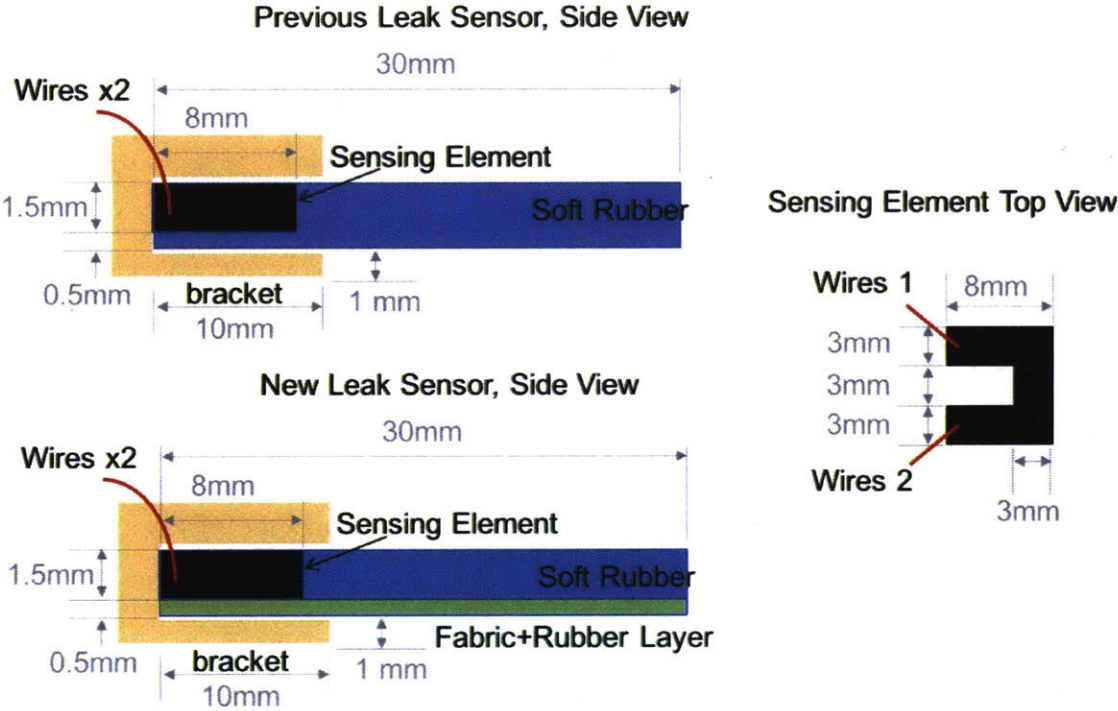 Previous Leak Sensor, Side View
30mm
Wires x2
8mm
Sensing Element
1.5mm
Soft Rubber
0.5mm
bracket
1 mm
10mm
New Leak Sensor, Side View
30mm
Wires x2
8mm
Sensing Element
1.5mm
Soft Rubber
Fabric+Rubber Layer
0.5mm
bracket
1 mm
10mm
Sensing Element Top View
Wires 1
8mm
3mm
3mm
3mm
Wires 2
3mm